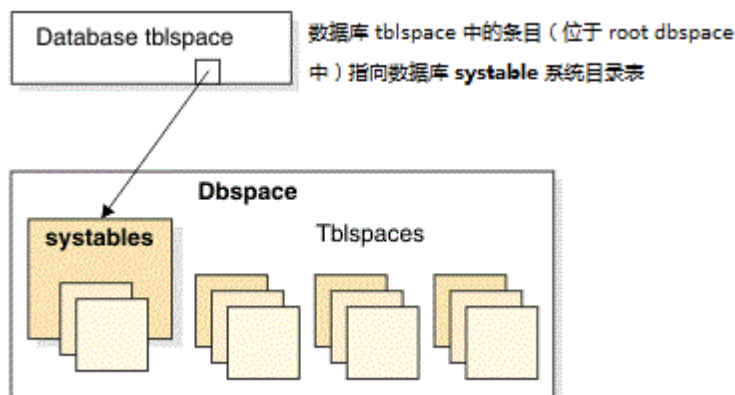 Database tblspace
数据库 tblspace 中的条目（位于 root dbspace
中）指向数据库 systable 系统目录表
Dbspace
systables
Tblspaces